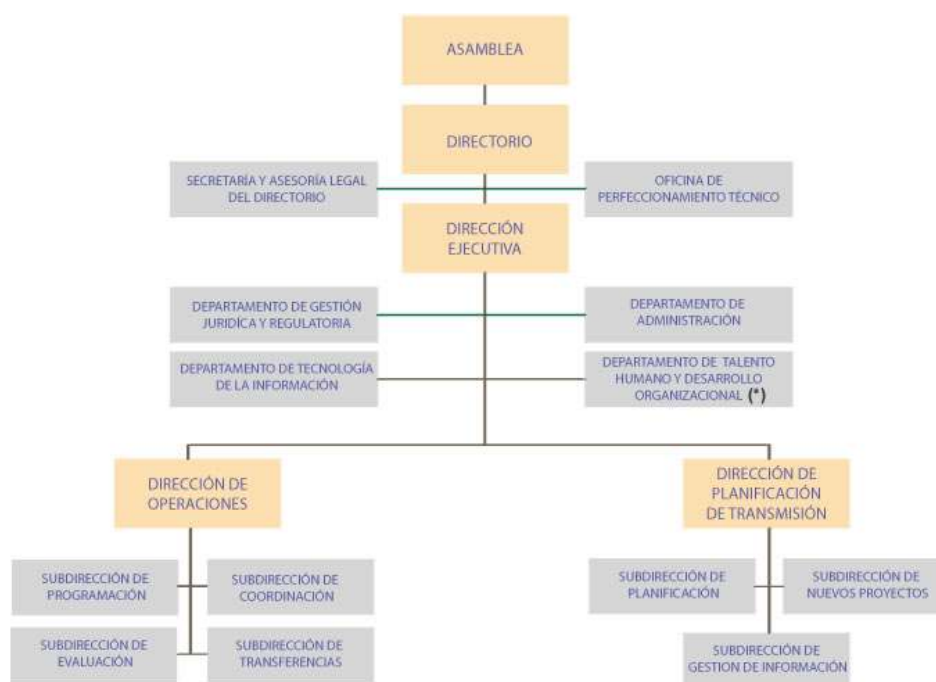 ASAMBLEA
DIRECTORIO
SECRETARÍA Y ASESORÍA LEGAL
DEL DIRECTORIO
OFICINA DE
PERFECCIONAMIENTO TÉCNICO
DIRECCIÓN
EJECUTIVA
DEPARTAMENTO DE GESTIÓN
JURIDÍCA Y REGULATORIA
DEPARTAMENTO DE
ADMINISTRACIÓN
DEPARTAMENTO DE TECNOLOGÍA
DE LA INFORMACIÓN
DEPARTAMENTO DE TALENTO
HUMANO Y DESARROLLO
ORGANIZACIONAL (*)
DIRECCIÓN DE
OPERACIONES
DIRECCIÓN DE
PLANIFICACIÓN
DE TRANSMISIÓN
SUBDIRECCIÓN DE
PROGRAMACIÓN
SUBDIRECCIÓN DE
COORDINACIÓN
SUBDIRECCIÓN DE
PLANIFICACIÓN
SUBDIRECCIÓN DE
NUEVOS PROYECTOS
SUBDIRECCIÓN DE
EVALUACIÓN
SUBDIRECCIÓN DE
TRANSFERENCIAS
SUBDIRECCIÓN DE
GESTION DE INFORMACIÓN